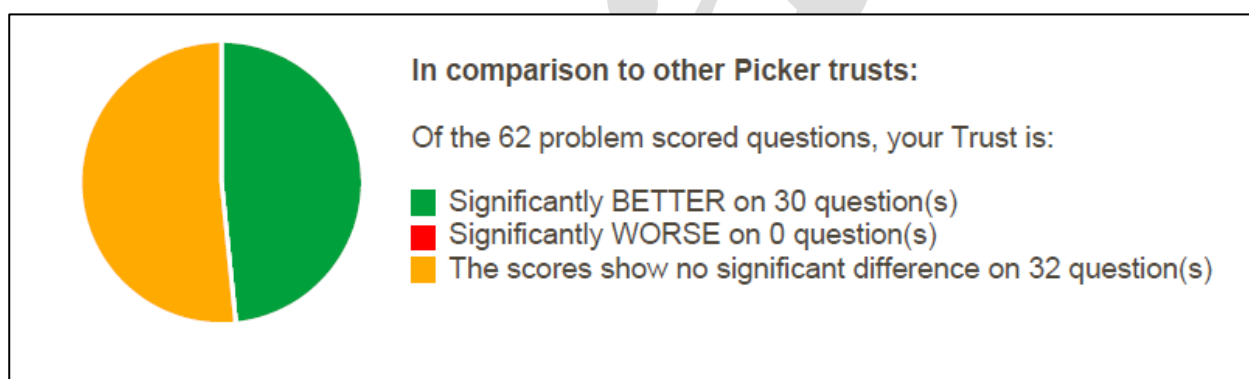 In comparison to other Picker trusts:
Of the 62 problem scored questions, your Trust is:
Significantly BETTER on 30 question(s)
Significantly WORSE on 0 question(s)
The scores show no significant difference on 32 question(s)